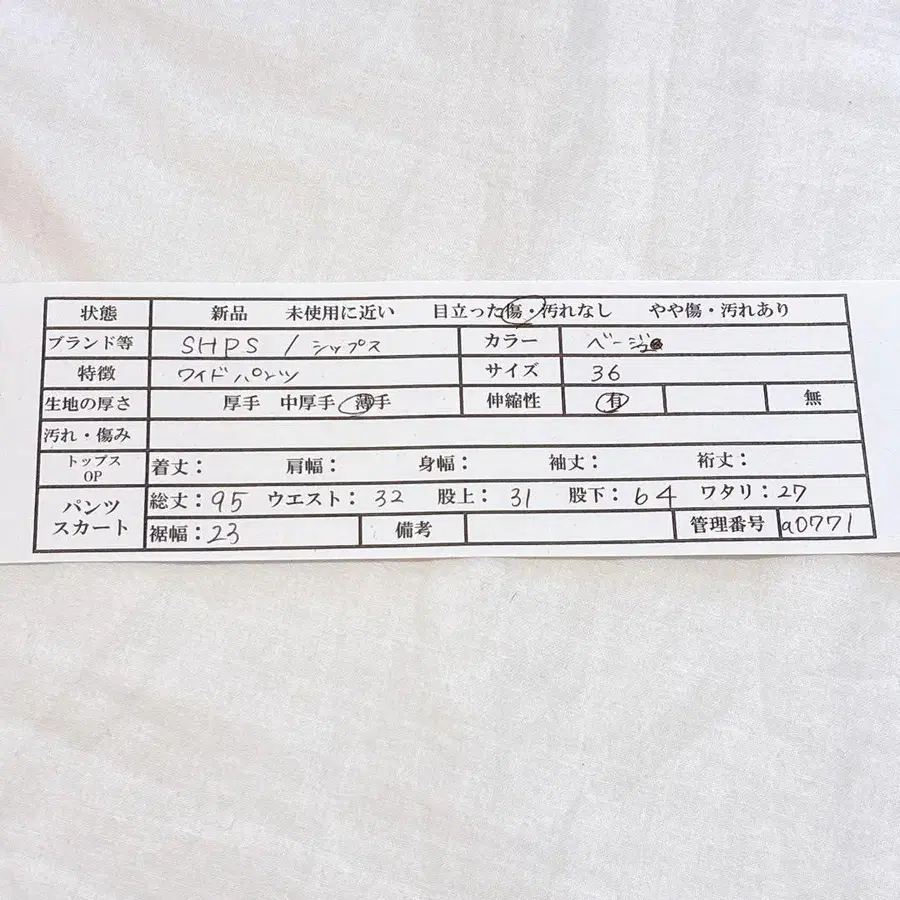 状態 新品 未使用に近い 目立った傷・汚れなし やや傷・汚れあり
ブランド等 SHPS / シップス カラー ベージュ
特徴 ワイドパンツ サイズ 36
生地の厚さ 厚手 中厚手 薄手 伸縮性 有 無
汚れ・傷み
トップス OP 着丈: 肩幅: 身幅: 袖丈: 裄丈:
パンツ スカート 総丈:95 ウエスト:32 股上:31 股下:64 ワタリ:27
裾幅:23 備考 管理番号 a0771